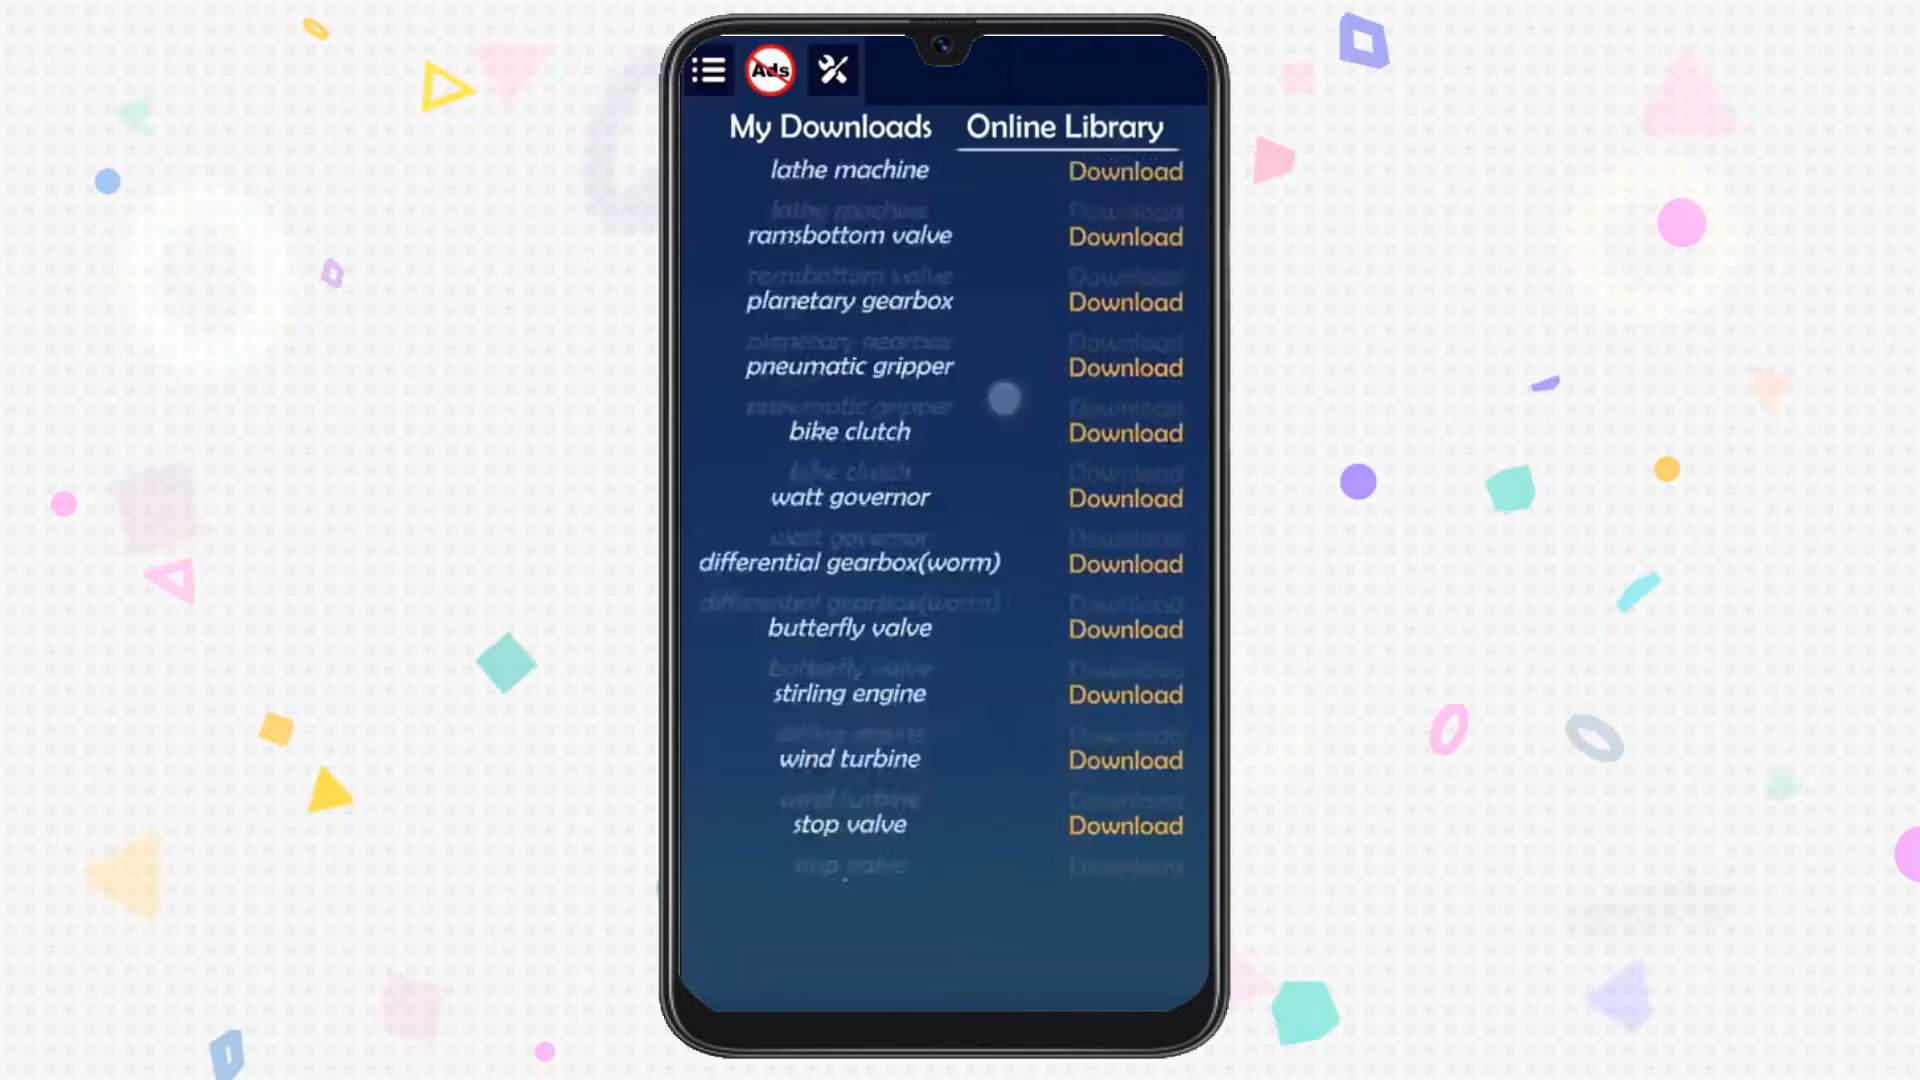 Ads
My Downloads Online Library
lathe machine Download
ramsbottom valve Download
planetary gearbox Download
pneumatic gripper Download
bike clutch Download
watt governor Download
differential gearbox(worm) Download
butterfly valve Download
stirling engine Download
wind turbine Download
stop valve Download